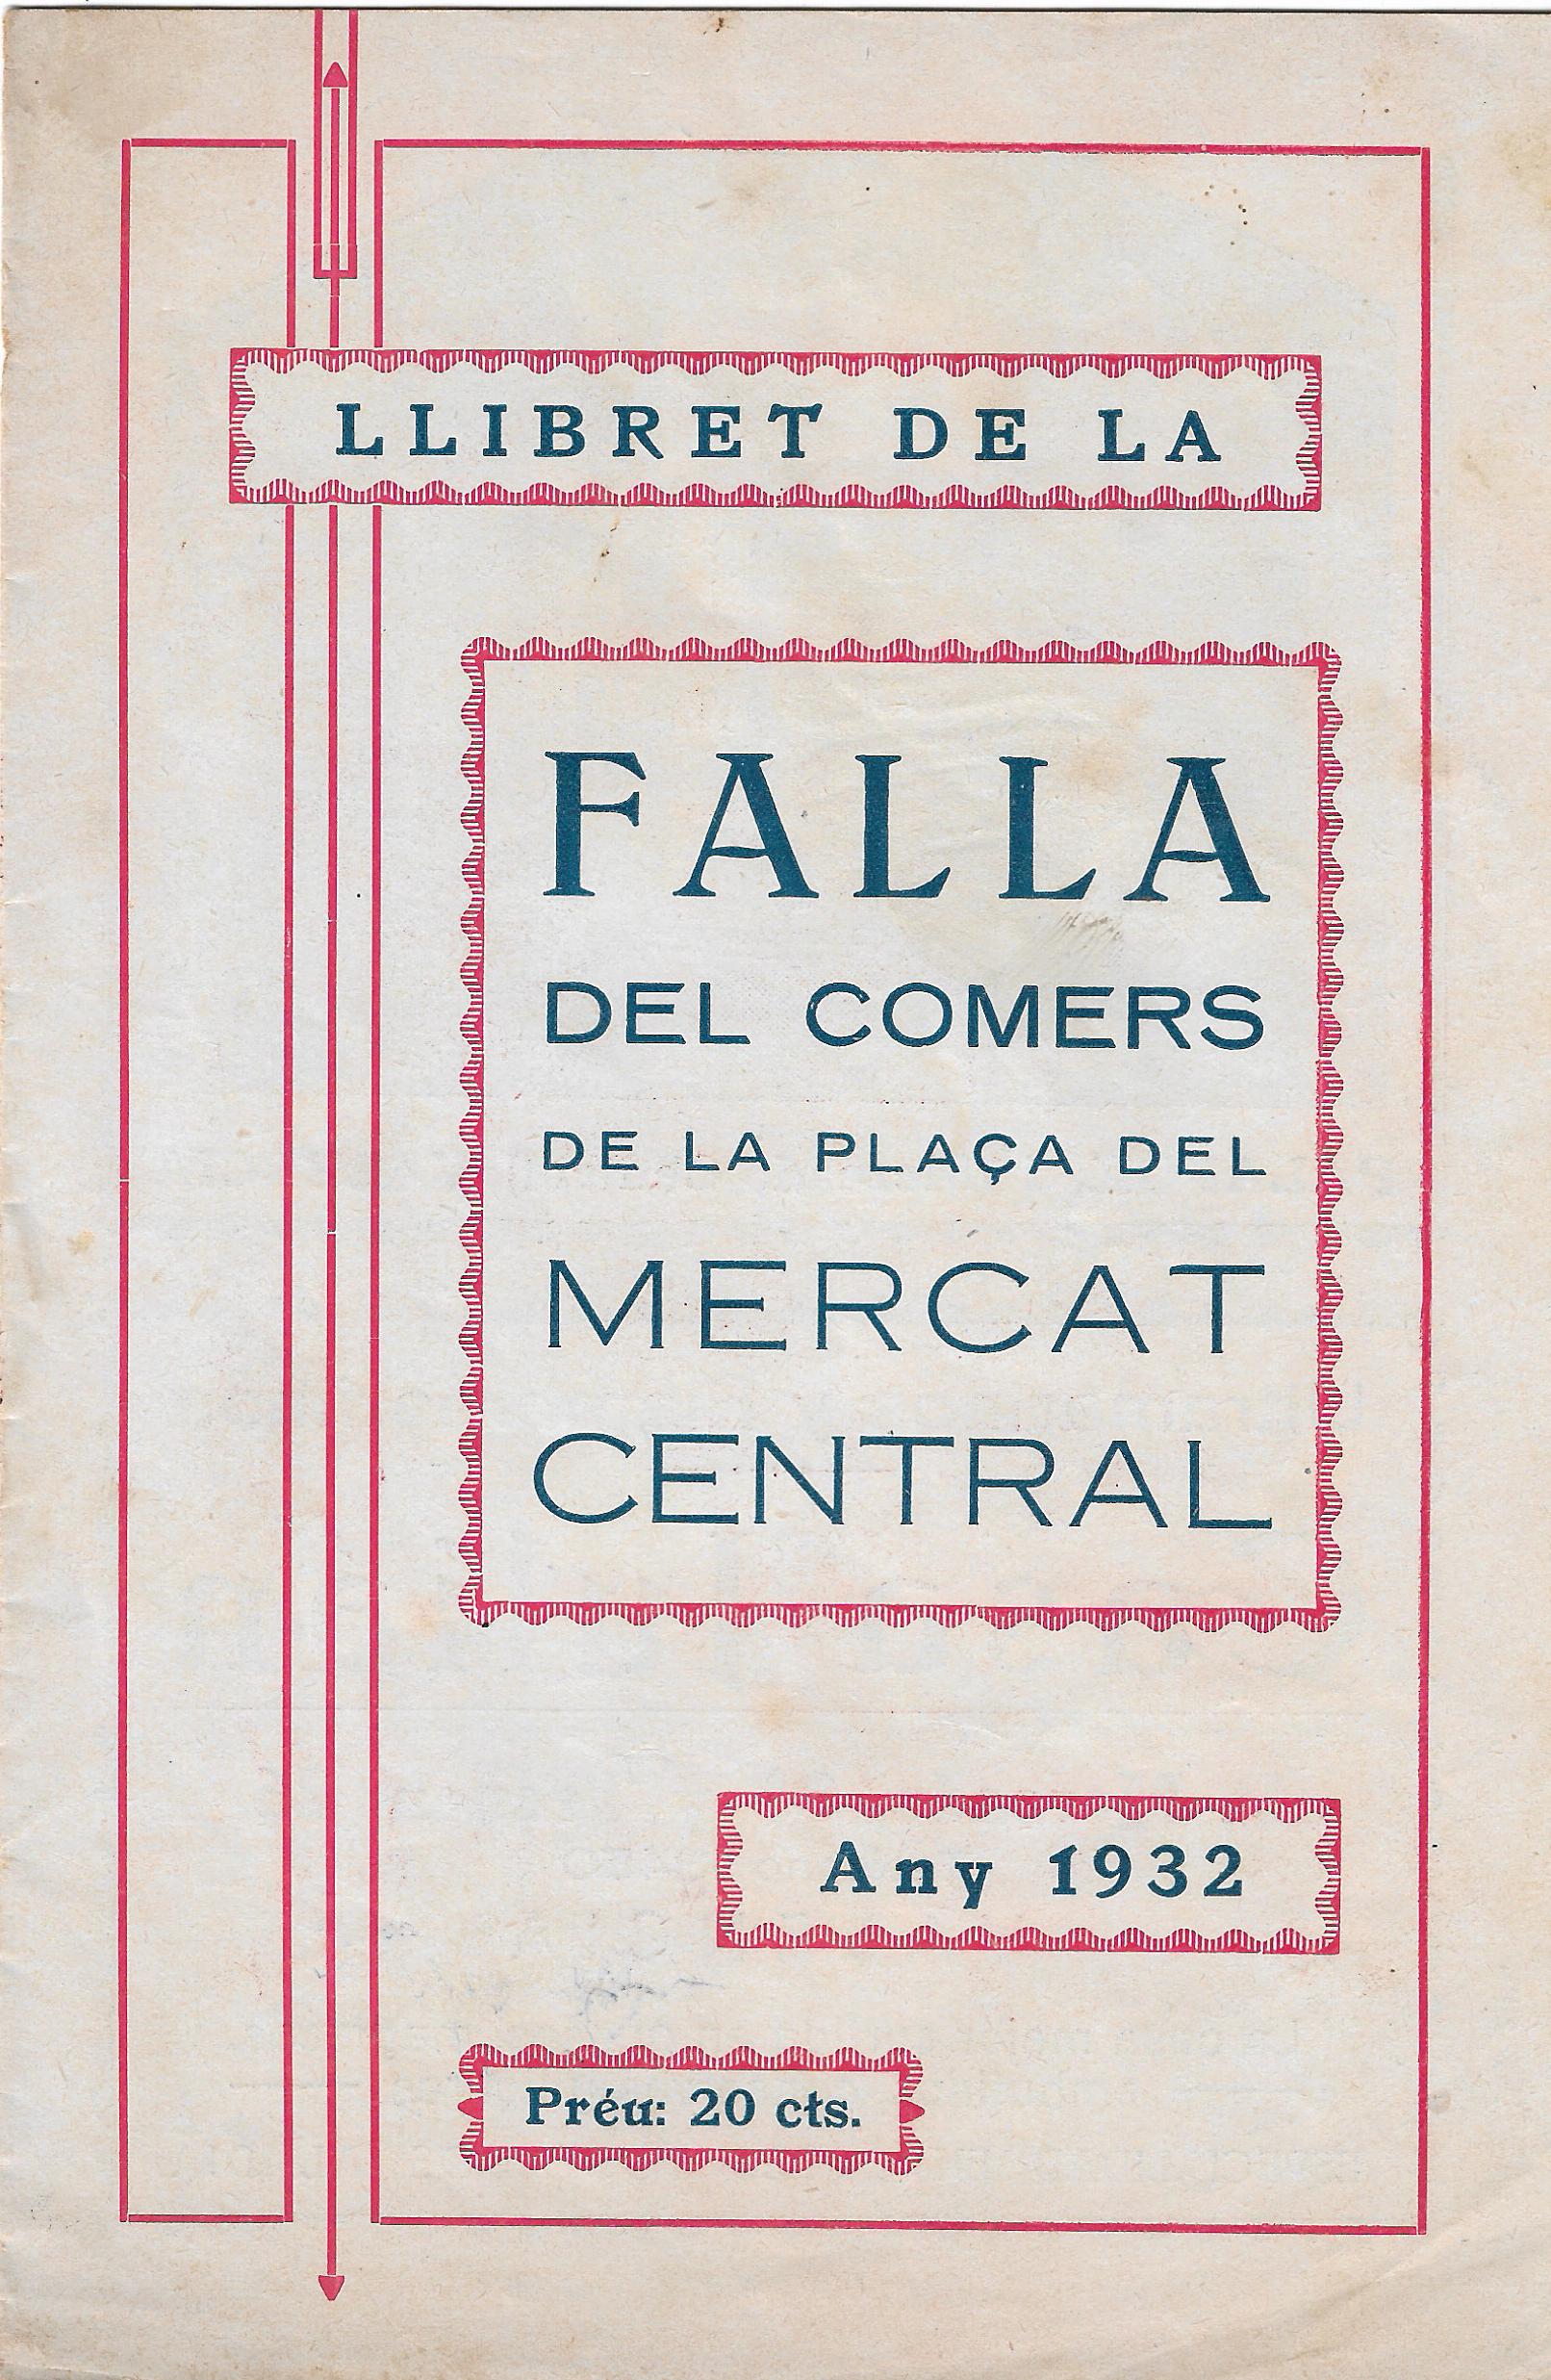 LLIBRET DE LA
FALLA
DEL COMERS
DE LA PLAÇA DEL
MERCAT
CENTRAL
Any 1932
Préu: 20 cts.